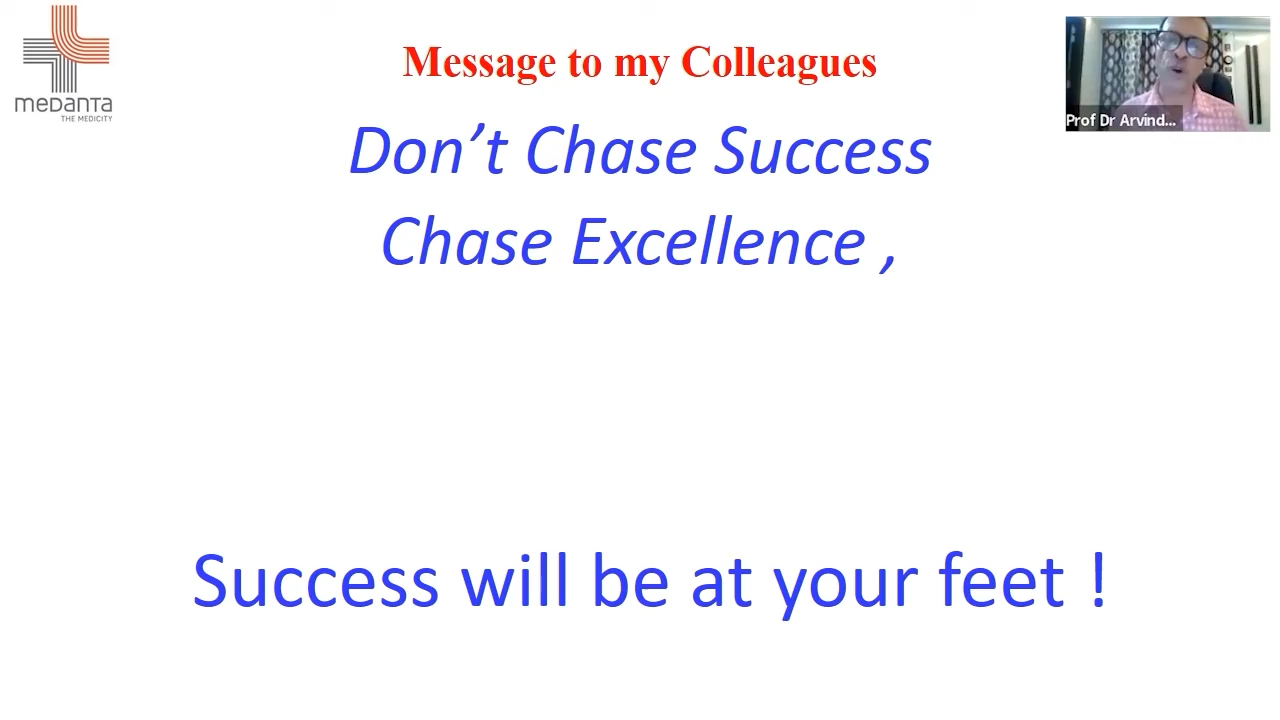 medanta
THE MEDICITY
Message to my Colleagues
Prof Dr Arvind...
Don’t Chase Success
Chase Excellence ,
Success will be at your feet !